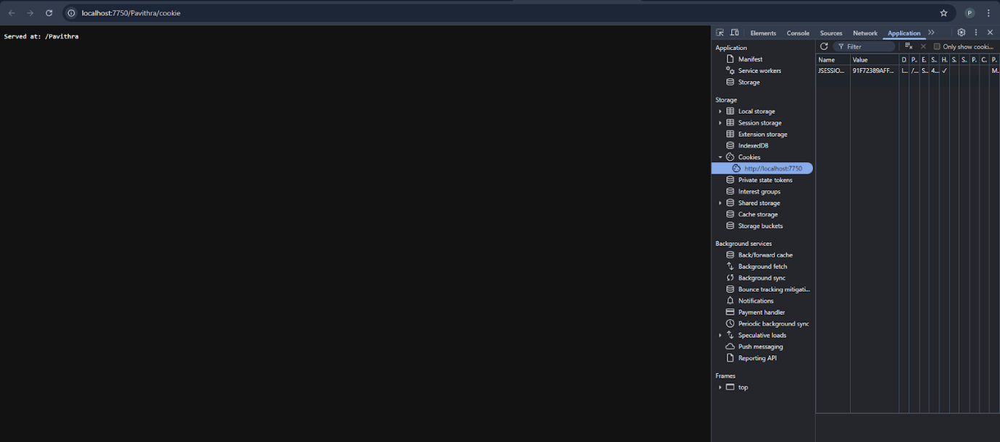 localhost:7750/Pavithra/cookie
P
Served at: /Pavithra
Elements Console Sources Network Application
Application
Manifest
Service workers
Storage
Storage
Local storage
Session storage
Extension storage
IndexedDB
Cookies
http://localhost:7750
Private state tokens
Interest groups
Shared storage
Cache storage
Storage buckets
Background services
Back/forward cache
Background fetch
Background sync
Bounce tracking mitigati...
Notifications
Payment handler
Periodic background sync
Speculative loads
Push messaging
Reporting API
Frames
top
Filter Only show cooki...
Name Value D P.. E. S.. H. S. S. P. C. P.
JSESSIO... 91F72389AFF... l... /... S.. 4... ✓ M.